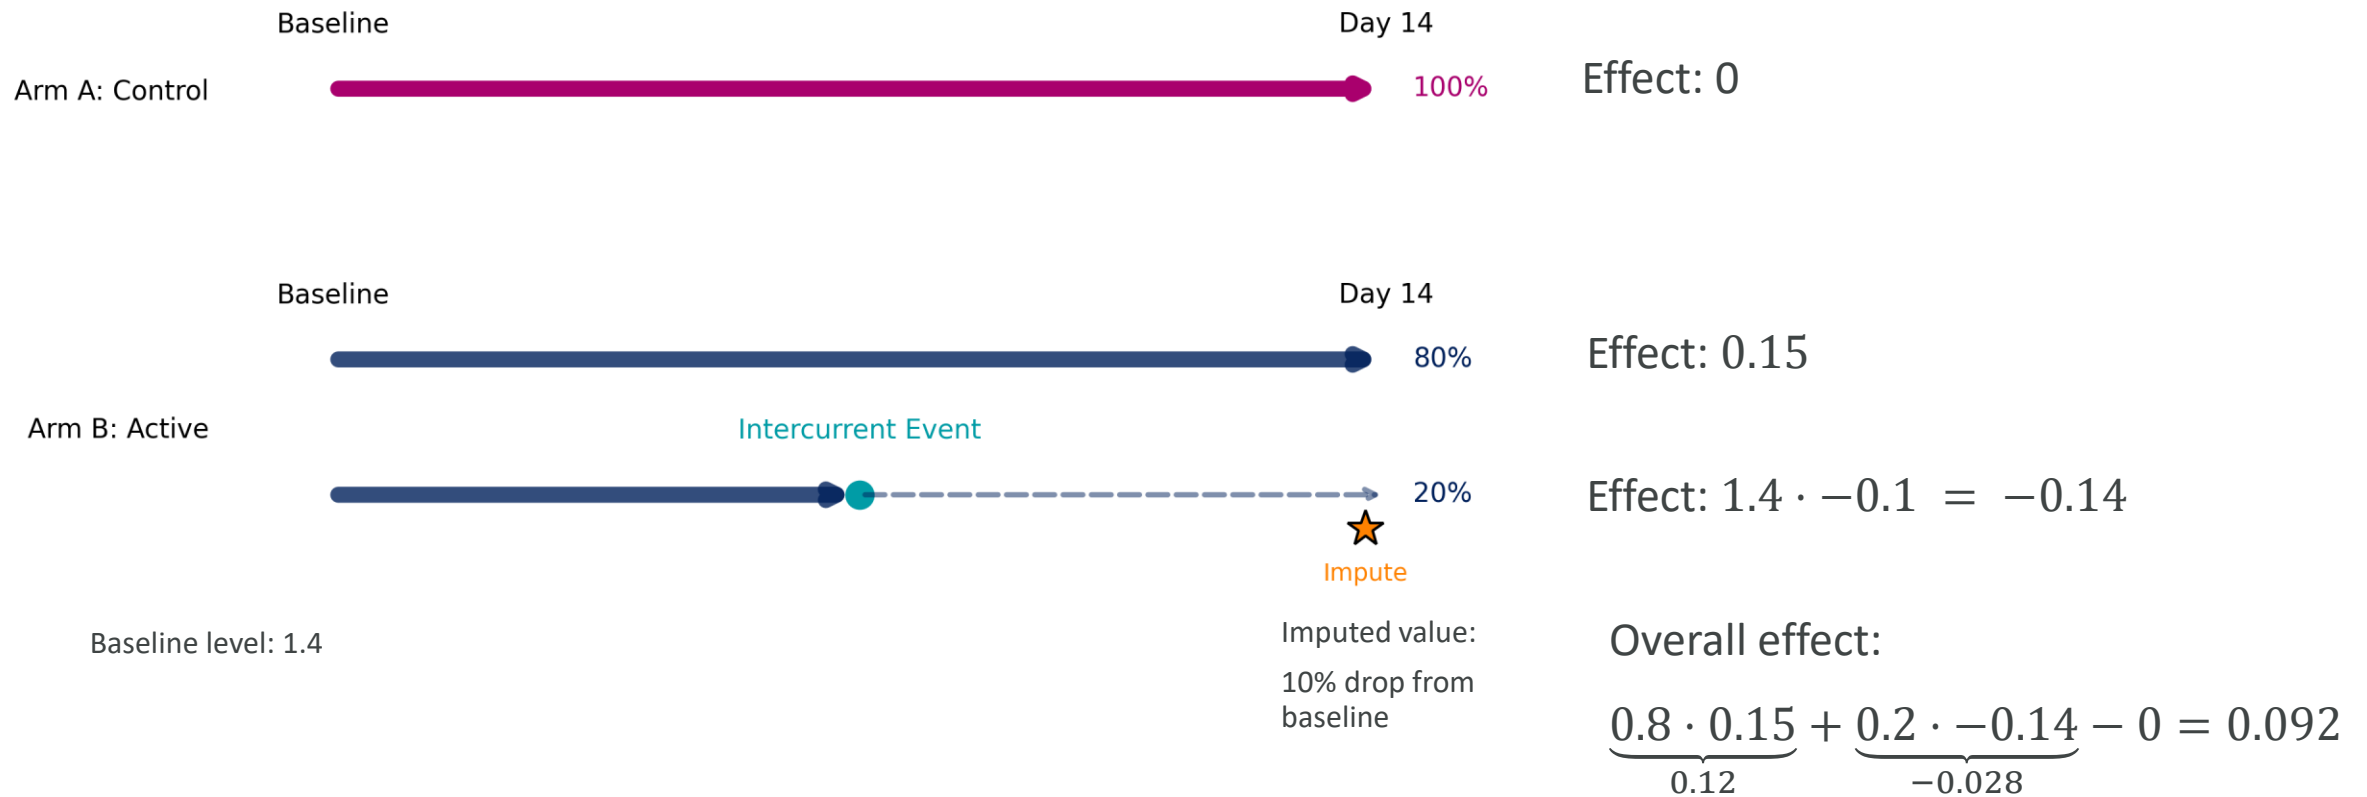 Baseline
Day 14
Arm A: Control
100%
Effect: 0
Baseline
Day 14
80%
Effect: 0.15
Arm B: Active
Intercurrent Event
20%
Effect: 1.4 · −0.1 = −0.14
Impute
Baseline level: 1.4
Imputed value:
10% drop from
baseline
Overall effect:
0.8 · 0.15 + 0.2 · −0.14 − 0 = 0.092
0.12
−0.028